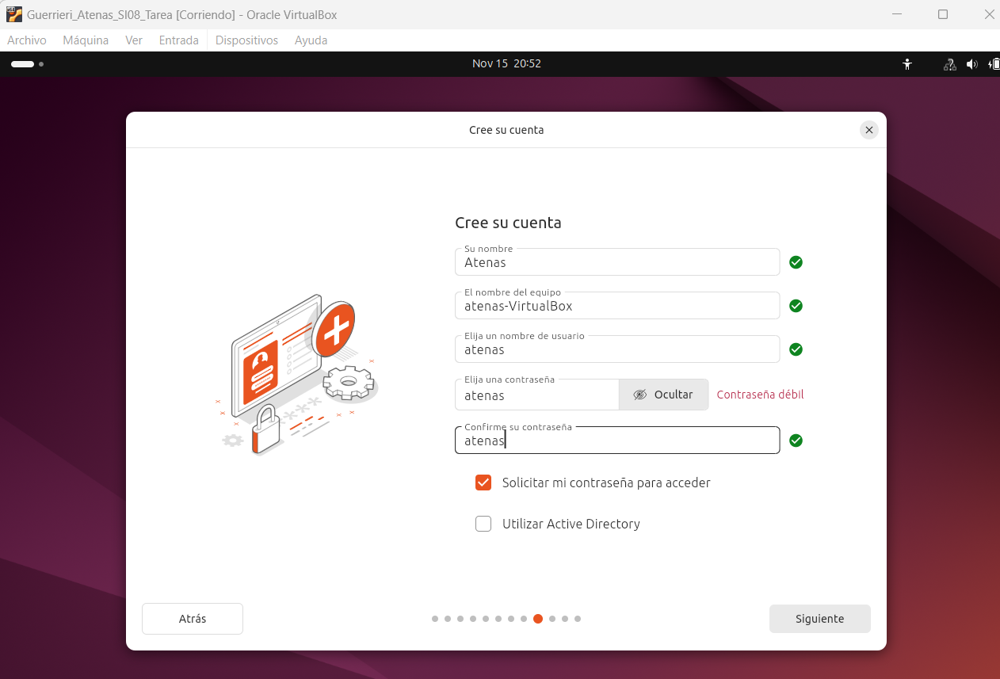 Guerrieri_Atenas_SI08_Tarea [Corriendo] - Oracle VirtualBox
Archivo Máquina Ver Entrada Dispositivos Ayuda
Nov 15 20:52
Cree su cuenta
Cree su cuenta
Su nombre
Atenas
El nombre del equipo
atenas-VirtualBox
Elija un nombre de usuario
atenas
Elija una contraseña
atenas Ocultar Contraseña débil
Confirme su contraseña
atenas
Solicitar mi contraseña para acceder
Utilizar Active Directory
Atrás Siguiente